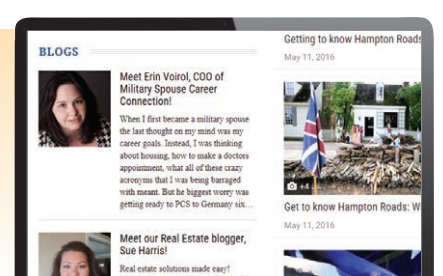 BLOGS
Meet Erin Voirol, COO of
Military Spouse Career
Connection!
When I first became a military spouse
the last thought on my mind was my
career goals. Instead, I was thinking
about housing, how to make a doctors
appointment, what all of these crazy
acronyms that I was being barraged
with meant. But he biggest worry was
getting ready to PCS to Germany six...
Meet our Real Estate blogger,
Sue Harris!
Real estate solutions made easy!
Getting to know Hampton Roads
May 11, 2016
+4
Get to know Hampton Roads: W
May 11, 2016